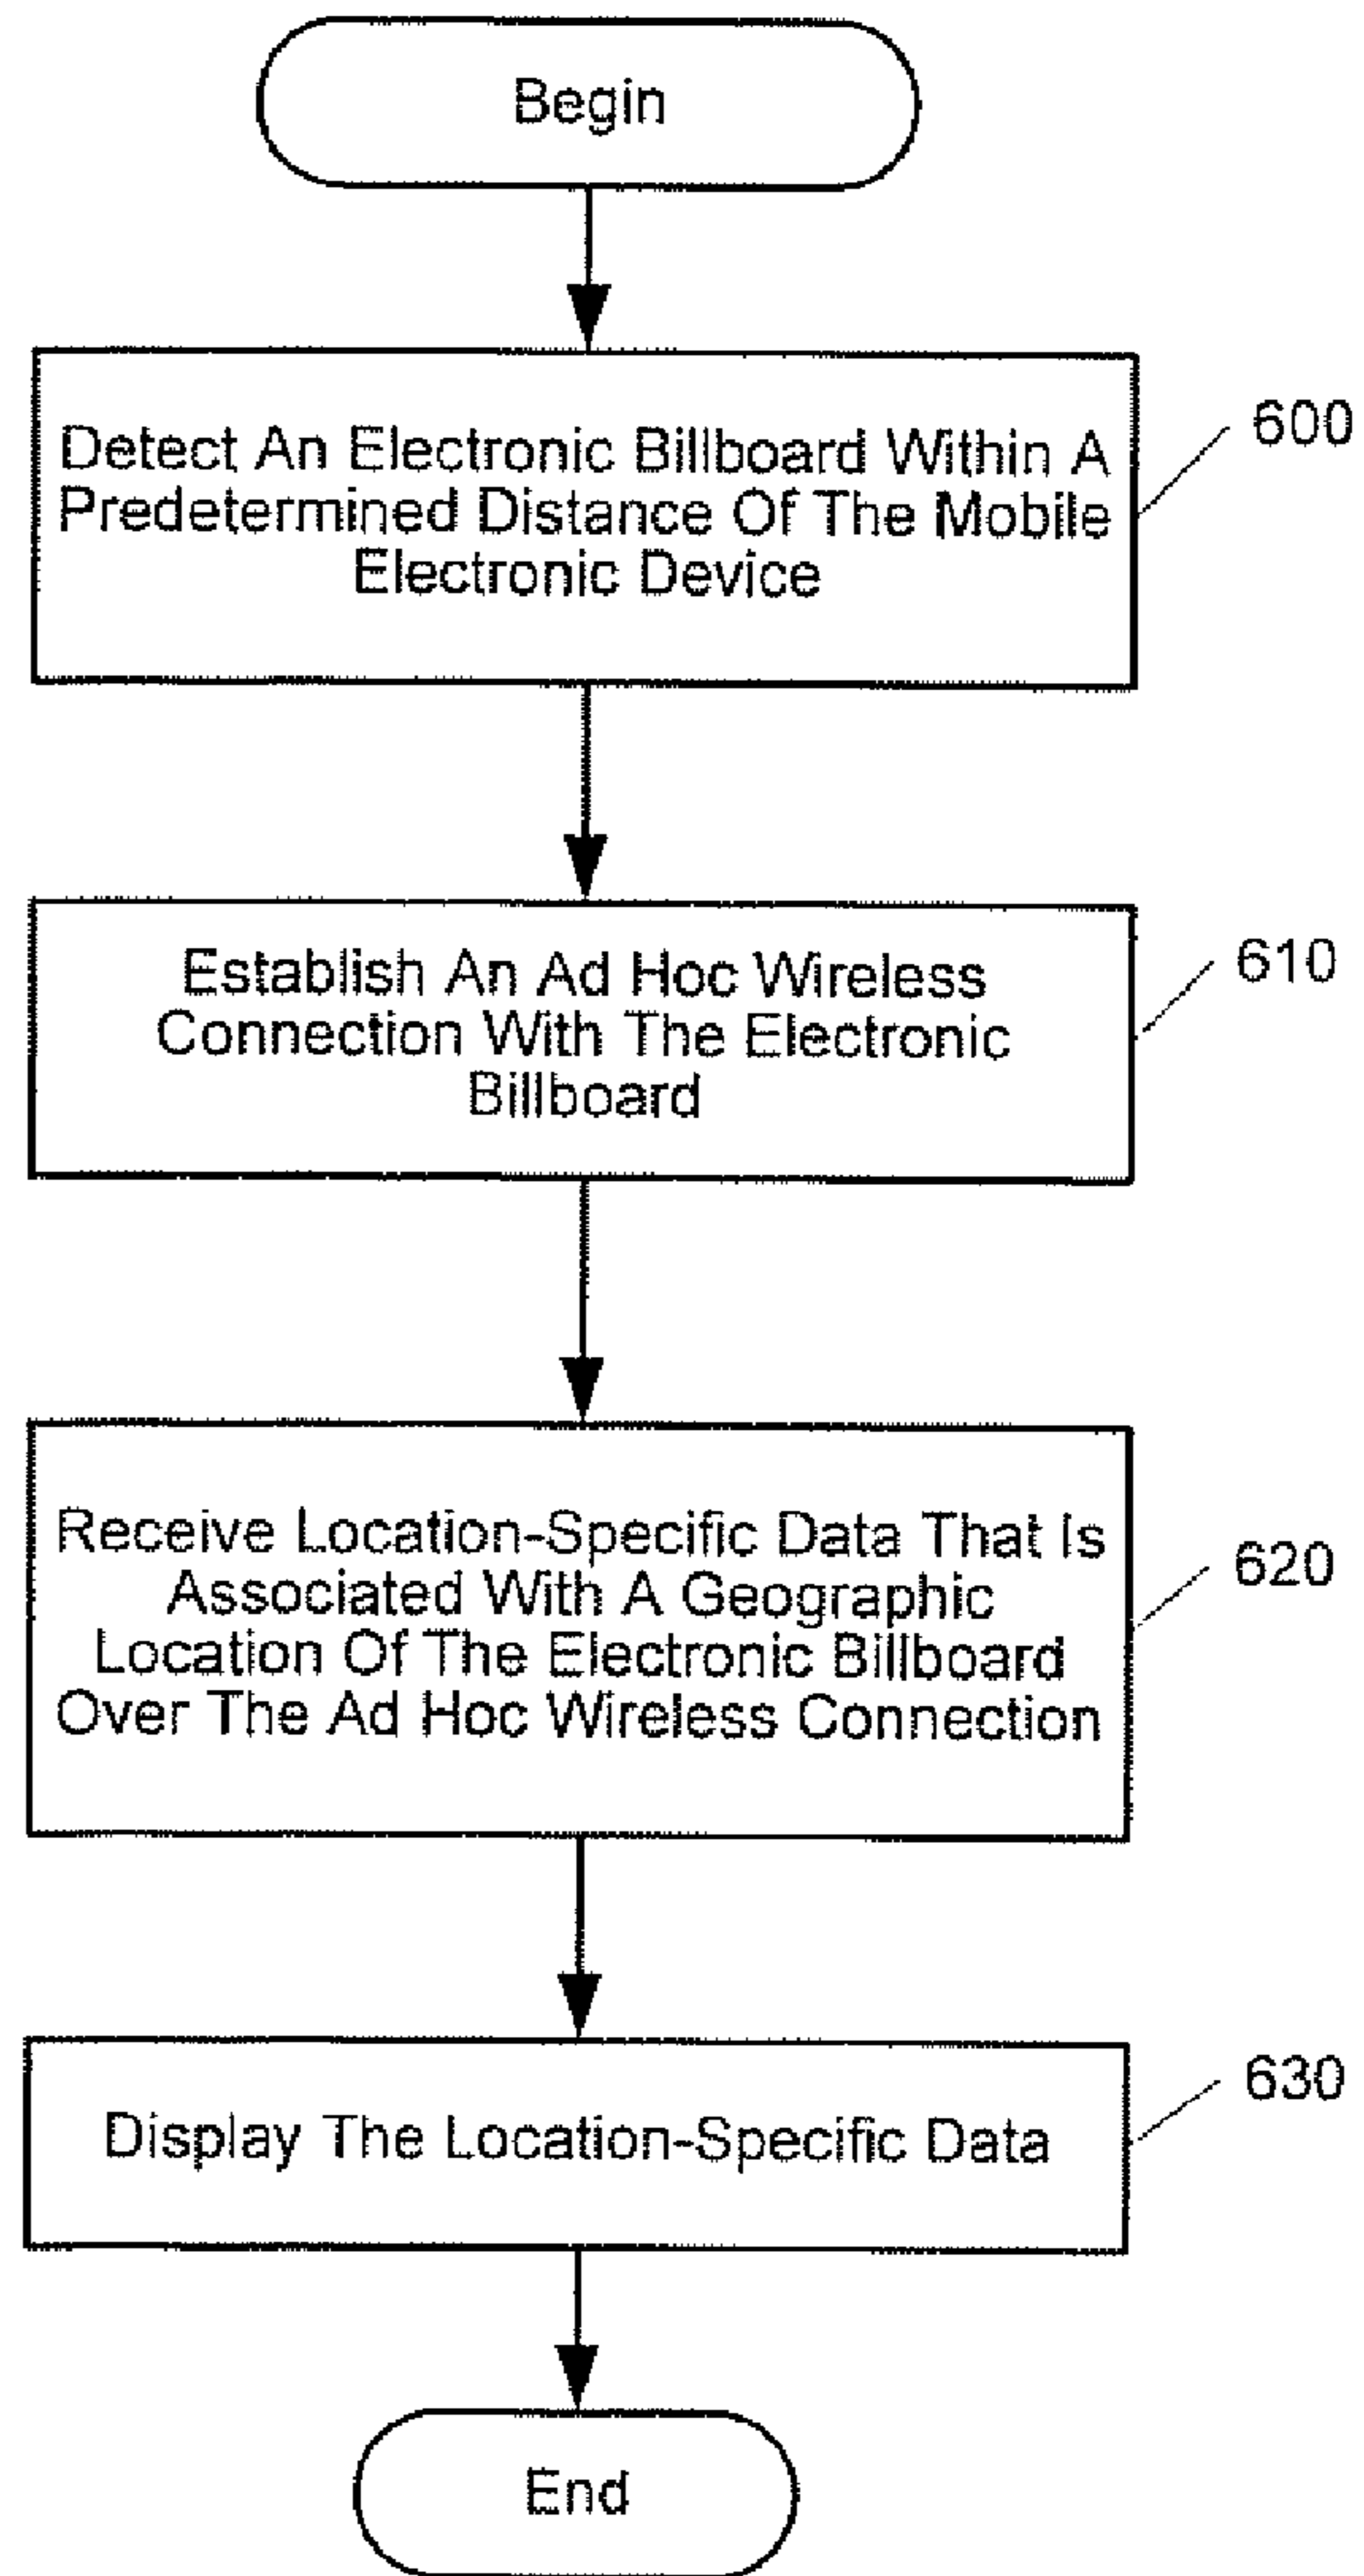 Begin
Detect An Electronic Billboard Within A
Predetermined Distance Of The Mobile
Electronic Device
600
Establish An Ad Hoc Wireless
Connection With The Electronic
Billboard
610
Receive Location-Specific Data That Is
Associated With A Geographic
Location Of The Electronic Billboard
Over The Ad Hoc Wireless Connection
620
Display The Location-Specific Data
630
End